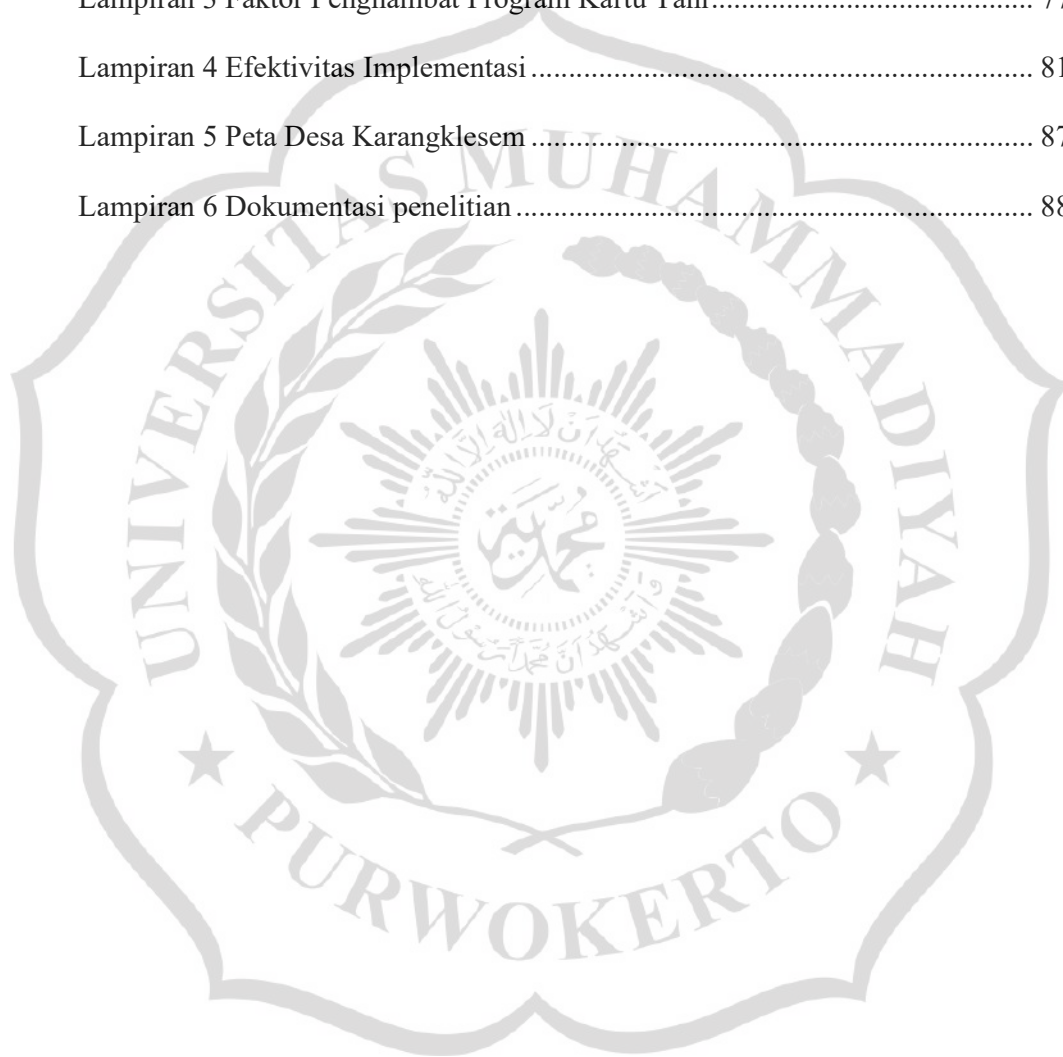 Lampiran 3 Faktor Penghambat Program Kartu Tani........................................ 77
Lampiran 4 Efektivitas Implementasi................................................................. 81
Lampiran 5 Peta Desa Karangklesem................................................................. 87
Lampiran 6 Dokumentasi penelitian................................................................... 88
UNIVERSITAS MUHAMMADIYAH
★ PURWOKERTO ★